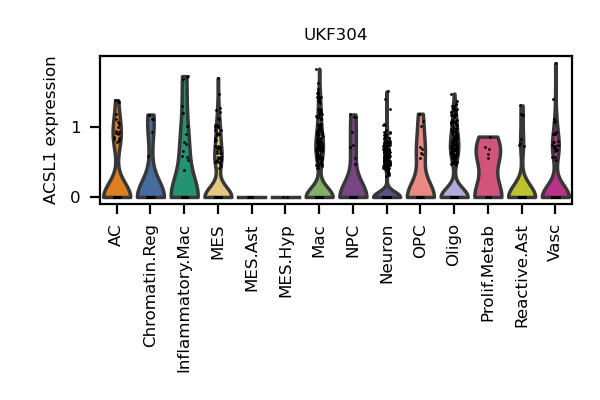 UKF304
ACSL1 expression
1
0
AC
Chromatin.Reg
Inflammatory.Mac
MES
MES.Ast
MES.Hyp
Mac
NPC
Neuron
OPC
Oligo
Prolif.Metab
Reactive.Ast
Vasc